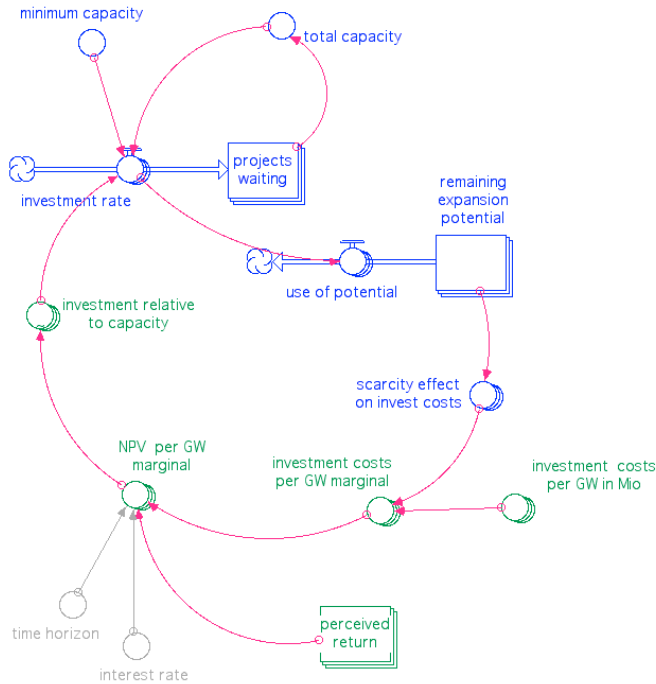 minimum capacity
total capacity
projects
waiting
investment rate
remaining
expansion
potential
use of potential
investment relative
to capacity
scarcity effect
on invest costs
NPV per GW
marginal
investment costs
per GW marginal
investment costs
per GW in Mio
time horizon
perceived
return
interest rate